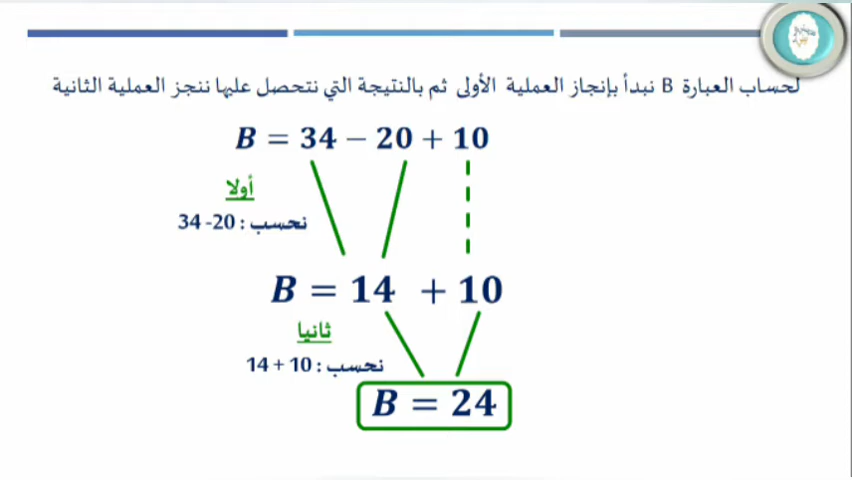 لحساب العبارة B نبدأ بإنجاز العملية الأولى ثم بالنتيجة التي نتحصل عليها ننجز العملية الثانية
B = 34 − 20 + 10
أولا
نحسب : 20- 34
B = 14 + 10
ثانيا
نحسب : 10 + 14
B = 24